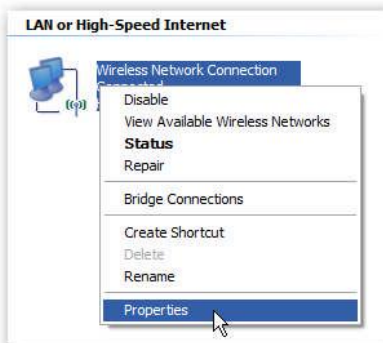 LAN or High-Speed Internet
Wireless Network Connection
Connected
Disable
View Available Wireless Networks
Status
Repair
Bridge Connections
Create Shortcut
Delete
Rename
Properties